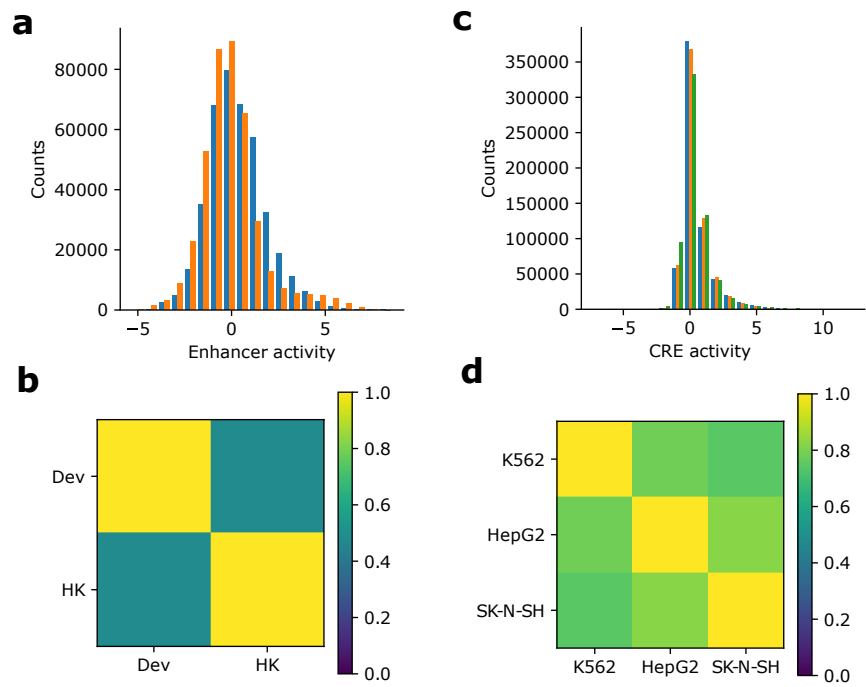 a
80000
60000
40000
20000
0
Counts
−5 0 5
Enhancer activity
c
350000
300000
250000
200000
150000
100000
50000
0
Counts
−5 0 5 10
CRE activity
b
Dev
HK
Dev HK
1.0
0.8
0.6
0.4
0.2
0.0
d
K562
HepG2
SK-N-SH
K562 HepG2 SK-N-SH
1.0
0.8
0.6
0.4
0.2
0.0